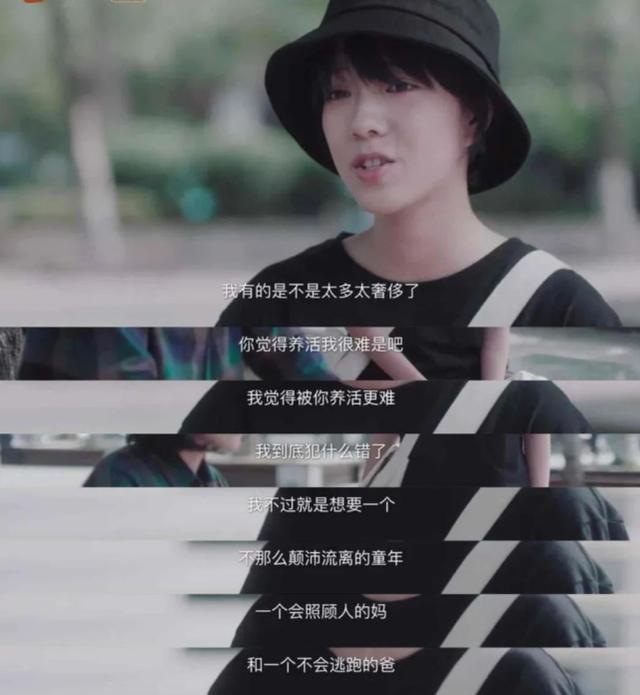 我有的是不是太多太奢侈了
你觉得养活我很难是吧
我觉得被你养活更难
我到底犯什么错了
我不过就是想要一个
不那么颠沛流离的童年
一个会照顾人的妈
和一个不会逃跑的爸